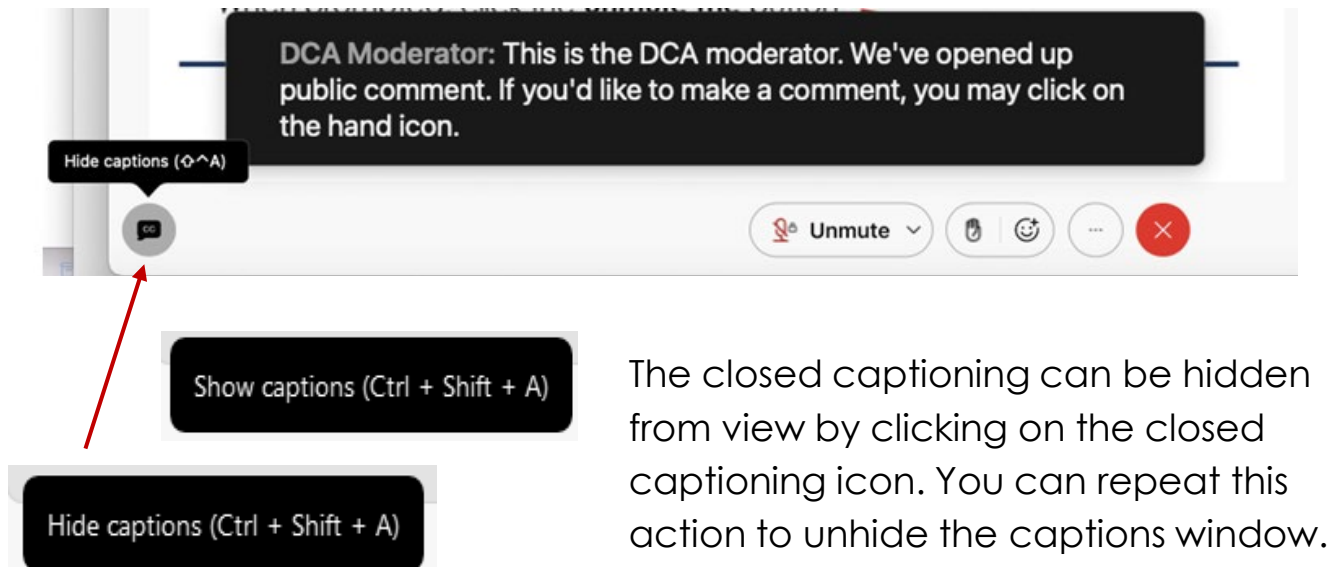 DCA Moderator: This is the DCA moderator. We've opened up
public comment. If you'd like to make a comment, you may click on
the hand icon.
Hide captions (⇧^A)
CC
Unmute
Show captions (Ctrl + Shift + A)
Hide captions (Ctrl + Shift + A)
The closed captioning can be hidden
from view by clicking on the closed
captioning icon. You can repeat this
action to unhide the captions window.